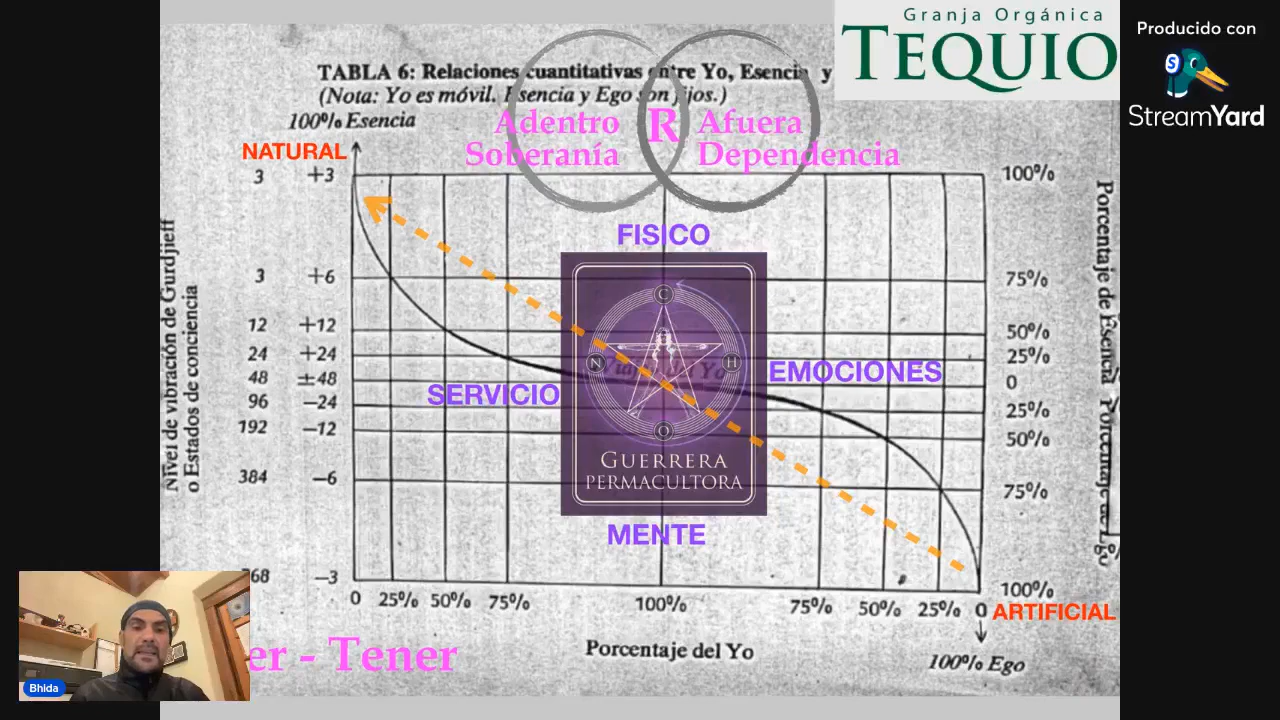 Granja Orgánica
TEQUIO
Producido con
S
StreamYard
TABLA 6: Relaciones cuantitativas entre Yo, Esencia y
(Nota: Yo es móvil. Esencia y Ego son fijos.)
100% Esencia
Adentro R Afuera
Soberanía Dependencia
NATURAL
3 +3 100%
FISICO
3 +6 75%
12 +12 50%
24 +24 25%
48 ±48 0
96 −24 25%
192 −12 50%
384 −6 75%
−3 100%
Nivel de vibración de Gurdjieff
o Estados de conciencia
Porcentaje de Esencia Porcentaje de Ego
C
N H
O
SERVICIO
EMOCIONES
GUERRERA
PERMACULTORA
MENTE
0 25% 50% 75% 100% 75% 50% 25% 0
ARTIFICIAL
Porcentaje del Yo
100% Ego
er - Tener
Bhida